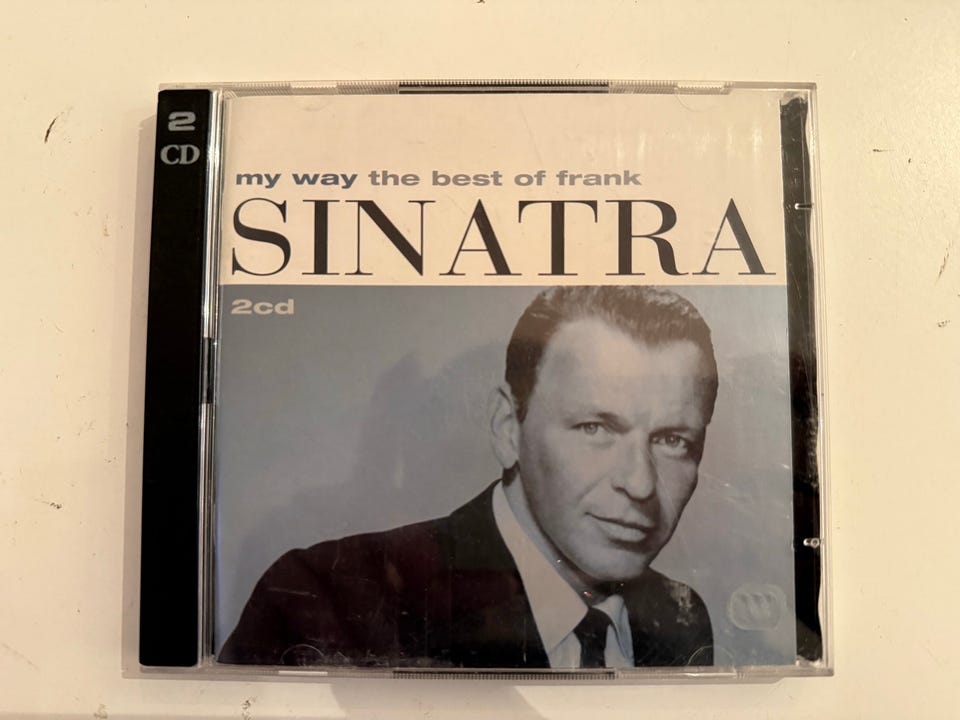 2
CD
my way the best of frank
SINATRA
2cd